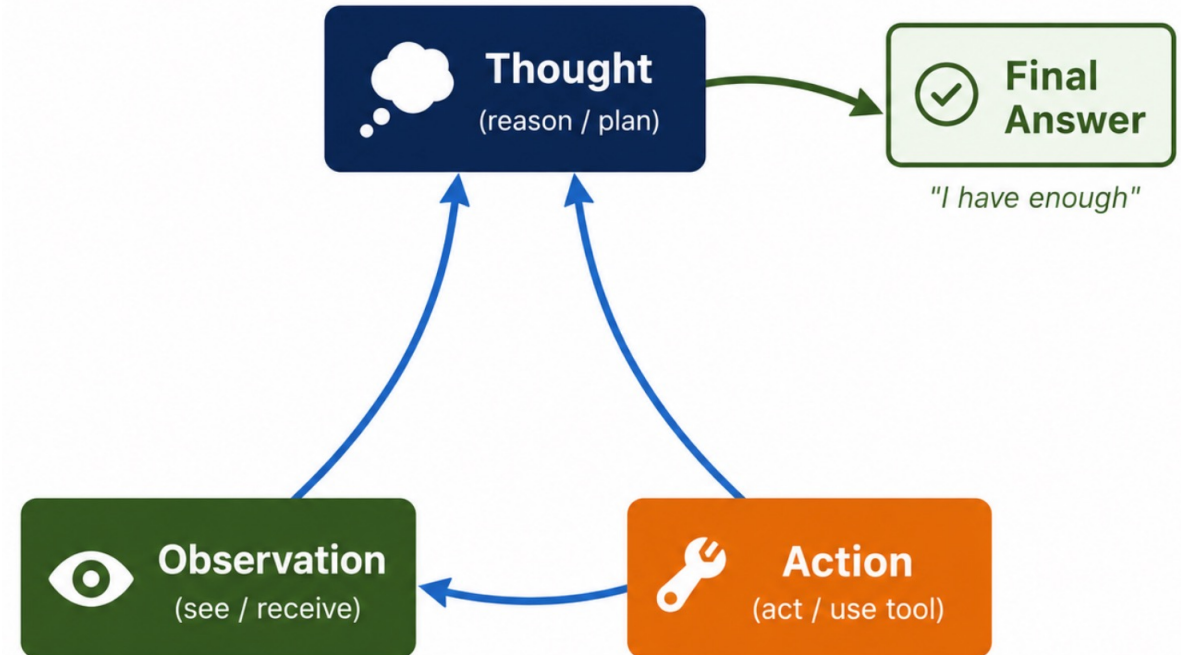 Thought
(reason / plan)
Final
Answer
"I have enough"
Observation
(see / receive)
Action
(act / use tool)